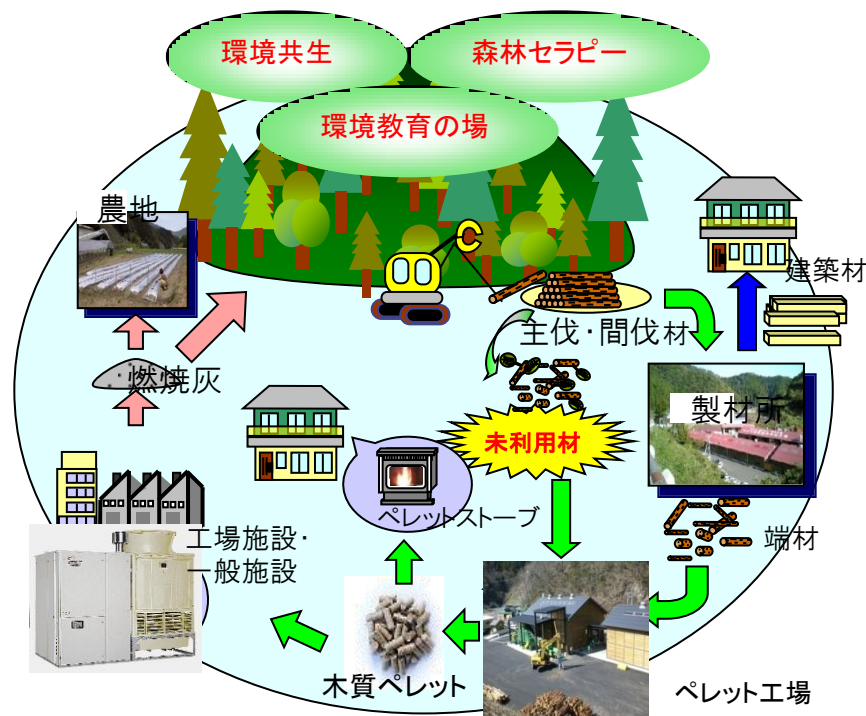 環境共生
森林セラピー
環境教育の場
農地
建築材
主伐・間伐材
燃焼灰
製材所
未利用材
ペレットストーブ
端材
工場施設・
一般施設
木質ペレット
ペレット工場